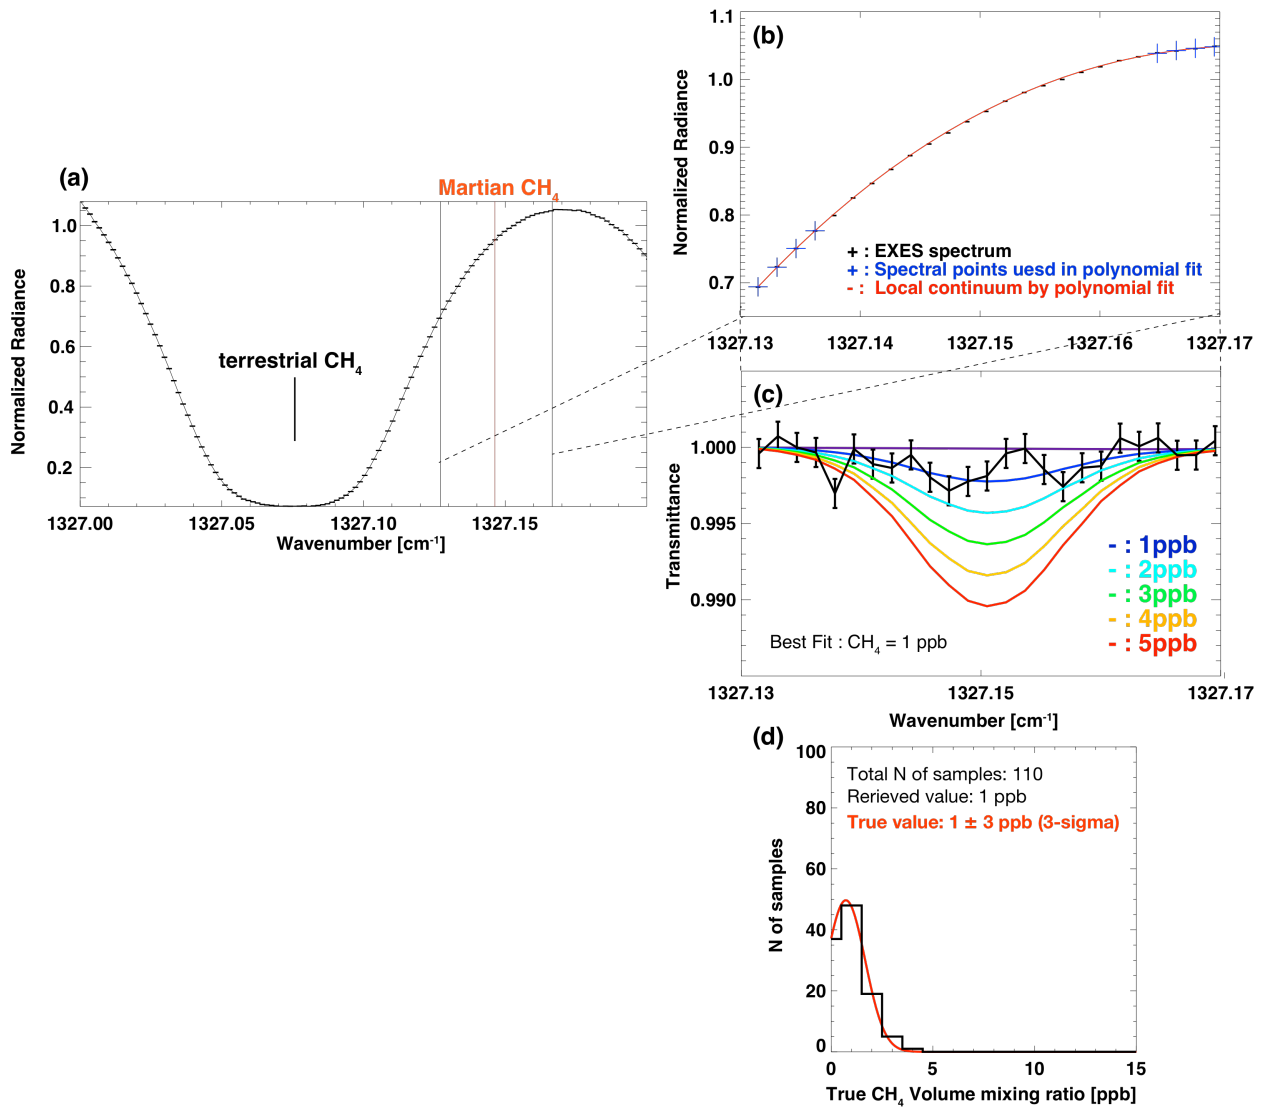 (a)
Martian CH4
terrestrial CH4
Normalized Radiance
1.0
0.8
0.6
0.4
0.2
1327.00
1327.05
1327.10
1327.15
Wavenumber [cm-1]
(b)
Normalized Radiance
1.1
1.0
0.9
0.8
0.7
+ : EXES spectrum
+ : Spectral points uesd in polynomial fit
- : Local continuum by polynomial fit
1327.13
1327.14
1327.15
1327.16
1327.17
(c)
Transmittance
1.000
0.995
0.990
- : 1ppb
- : 2ppb
- : 3ppb
- : 4ppb
- : 5ppb
Best Fit : CH4 = 1 ppb
1327.13
1327.15
1327.17
Wavenumber [cm-1]
(d)
N of samples
100
80
60
40
20
0
Total N of samples: 110
Rerieved value: 1 ppb
True value: 1 ± 3 ppb (3-sigma)
0
5
10
15
True CH4 Volume mixing ratio [ppb]